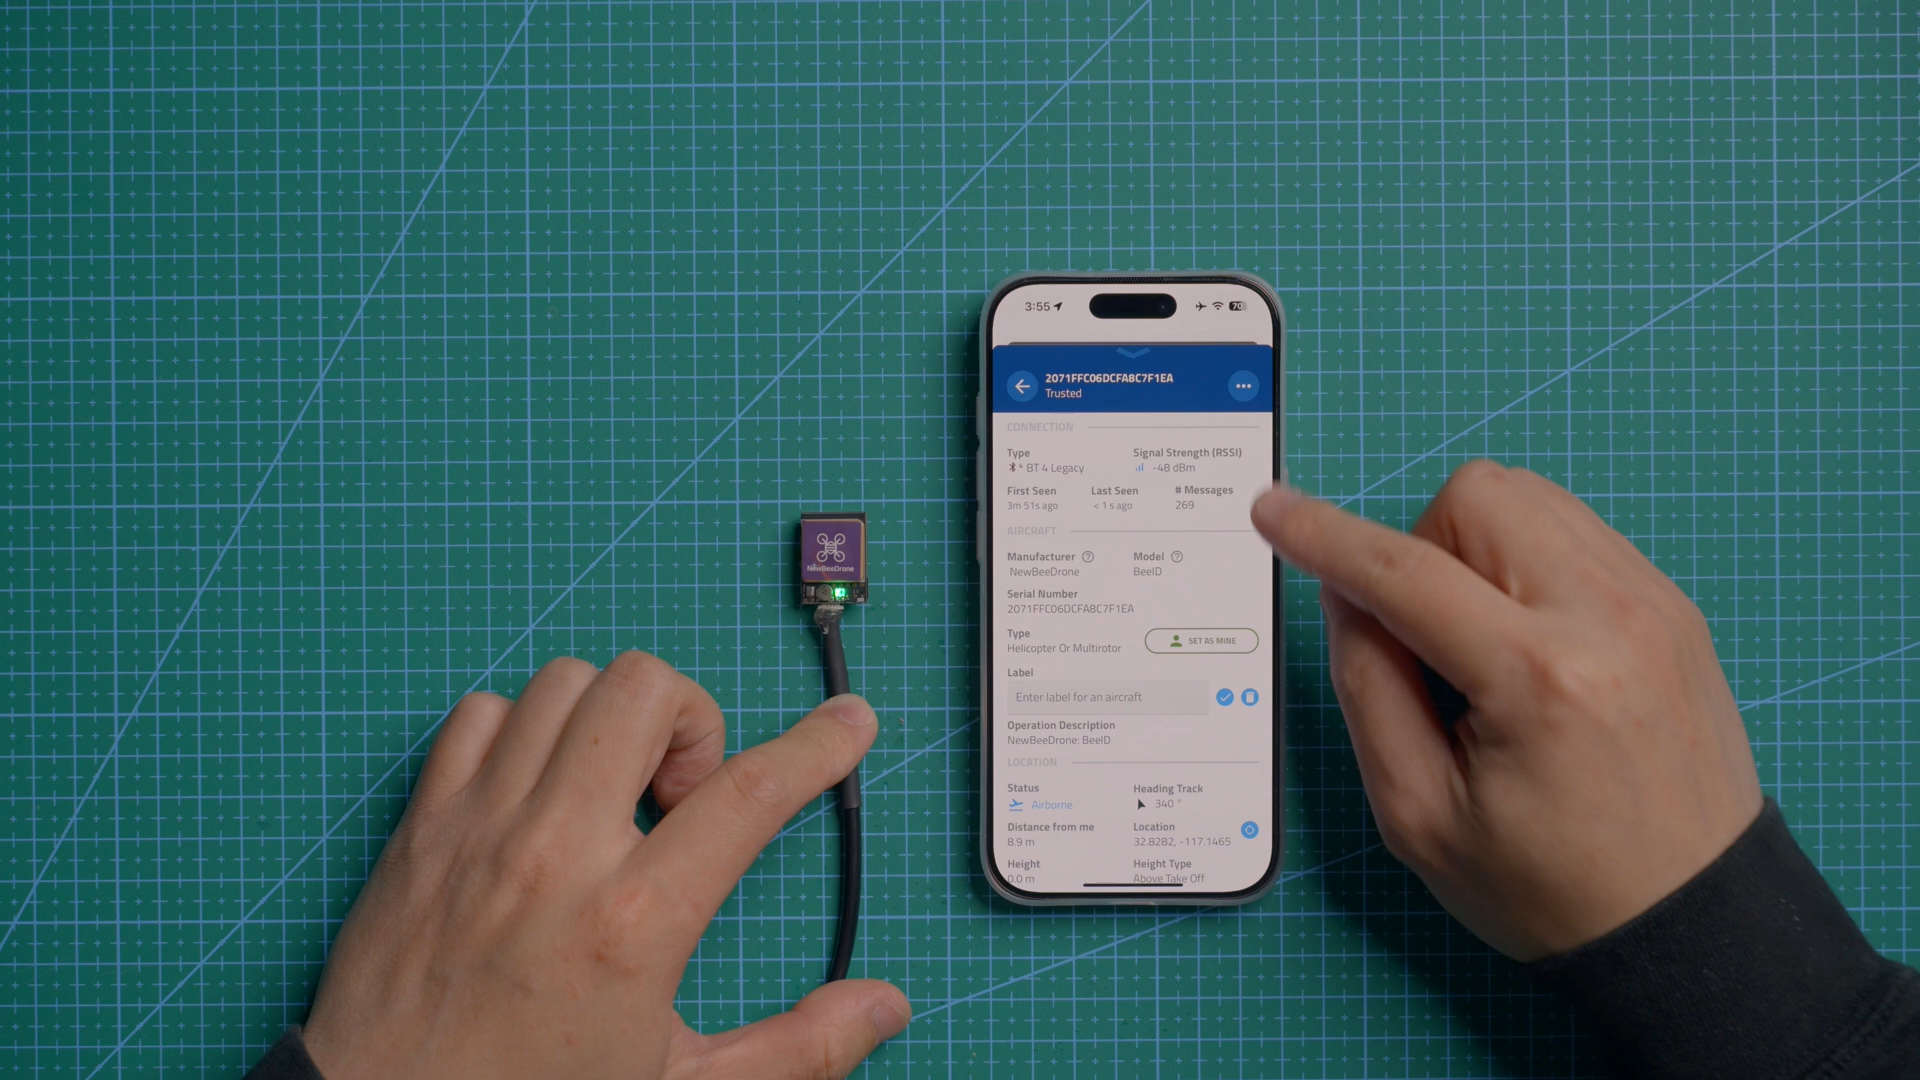 3:55
70
2071FFC06DCFA8C7F1EA
Trusted
CONNECTION
Type
Signal Strength (RSSI)
4 BT 4 Legacy
-48 dBm
First Seen
Last Seen
# Messages
3m 51s ago
< 1 s ago
269
AIRCRAFT
Manufacturer ?
Model ?
NewBeeDrone
BeeID
Serial Number
2071FFC06DCFA8C7F1EA
Type
Helicopter Or Multirotor
SET AS MINE
Label
Enter label for an aircraft
Operation Description
NewBeeDrone: BeeID
LOCATION
Status
Heading Track
Airborne
340 °
Distance from me
Location
8.9 m
32.8282, -117.1465
Height
Height Type
0.0 m
Above Take Off
NewBeeDrone